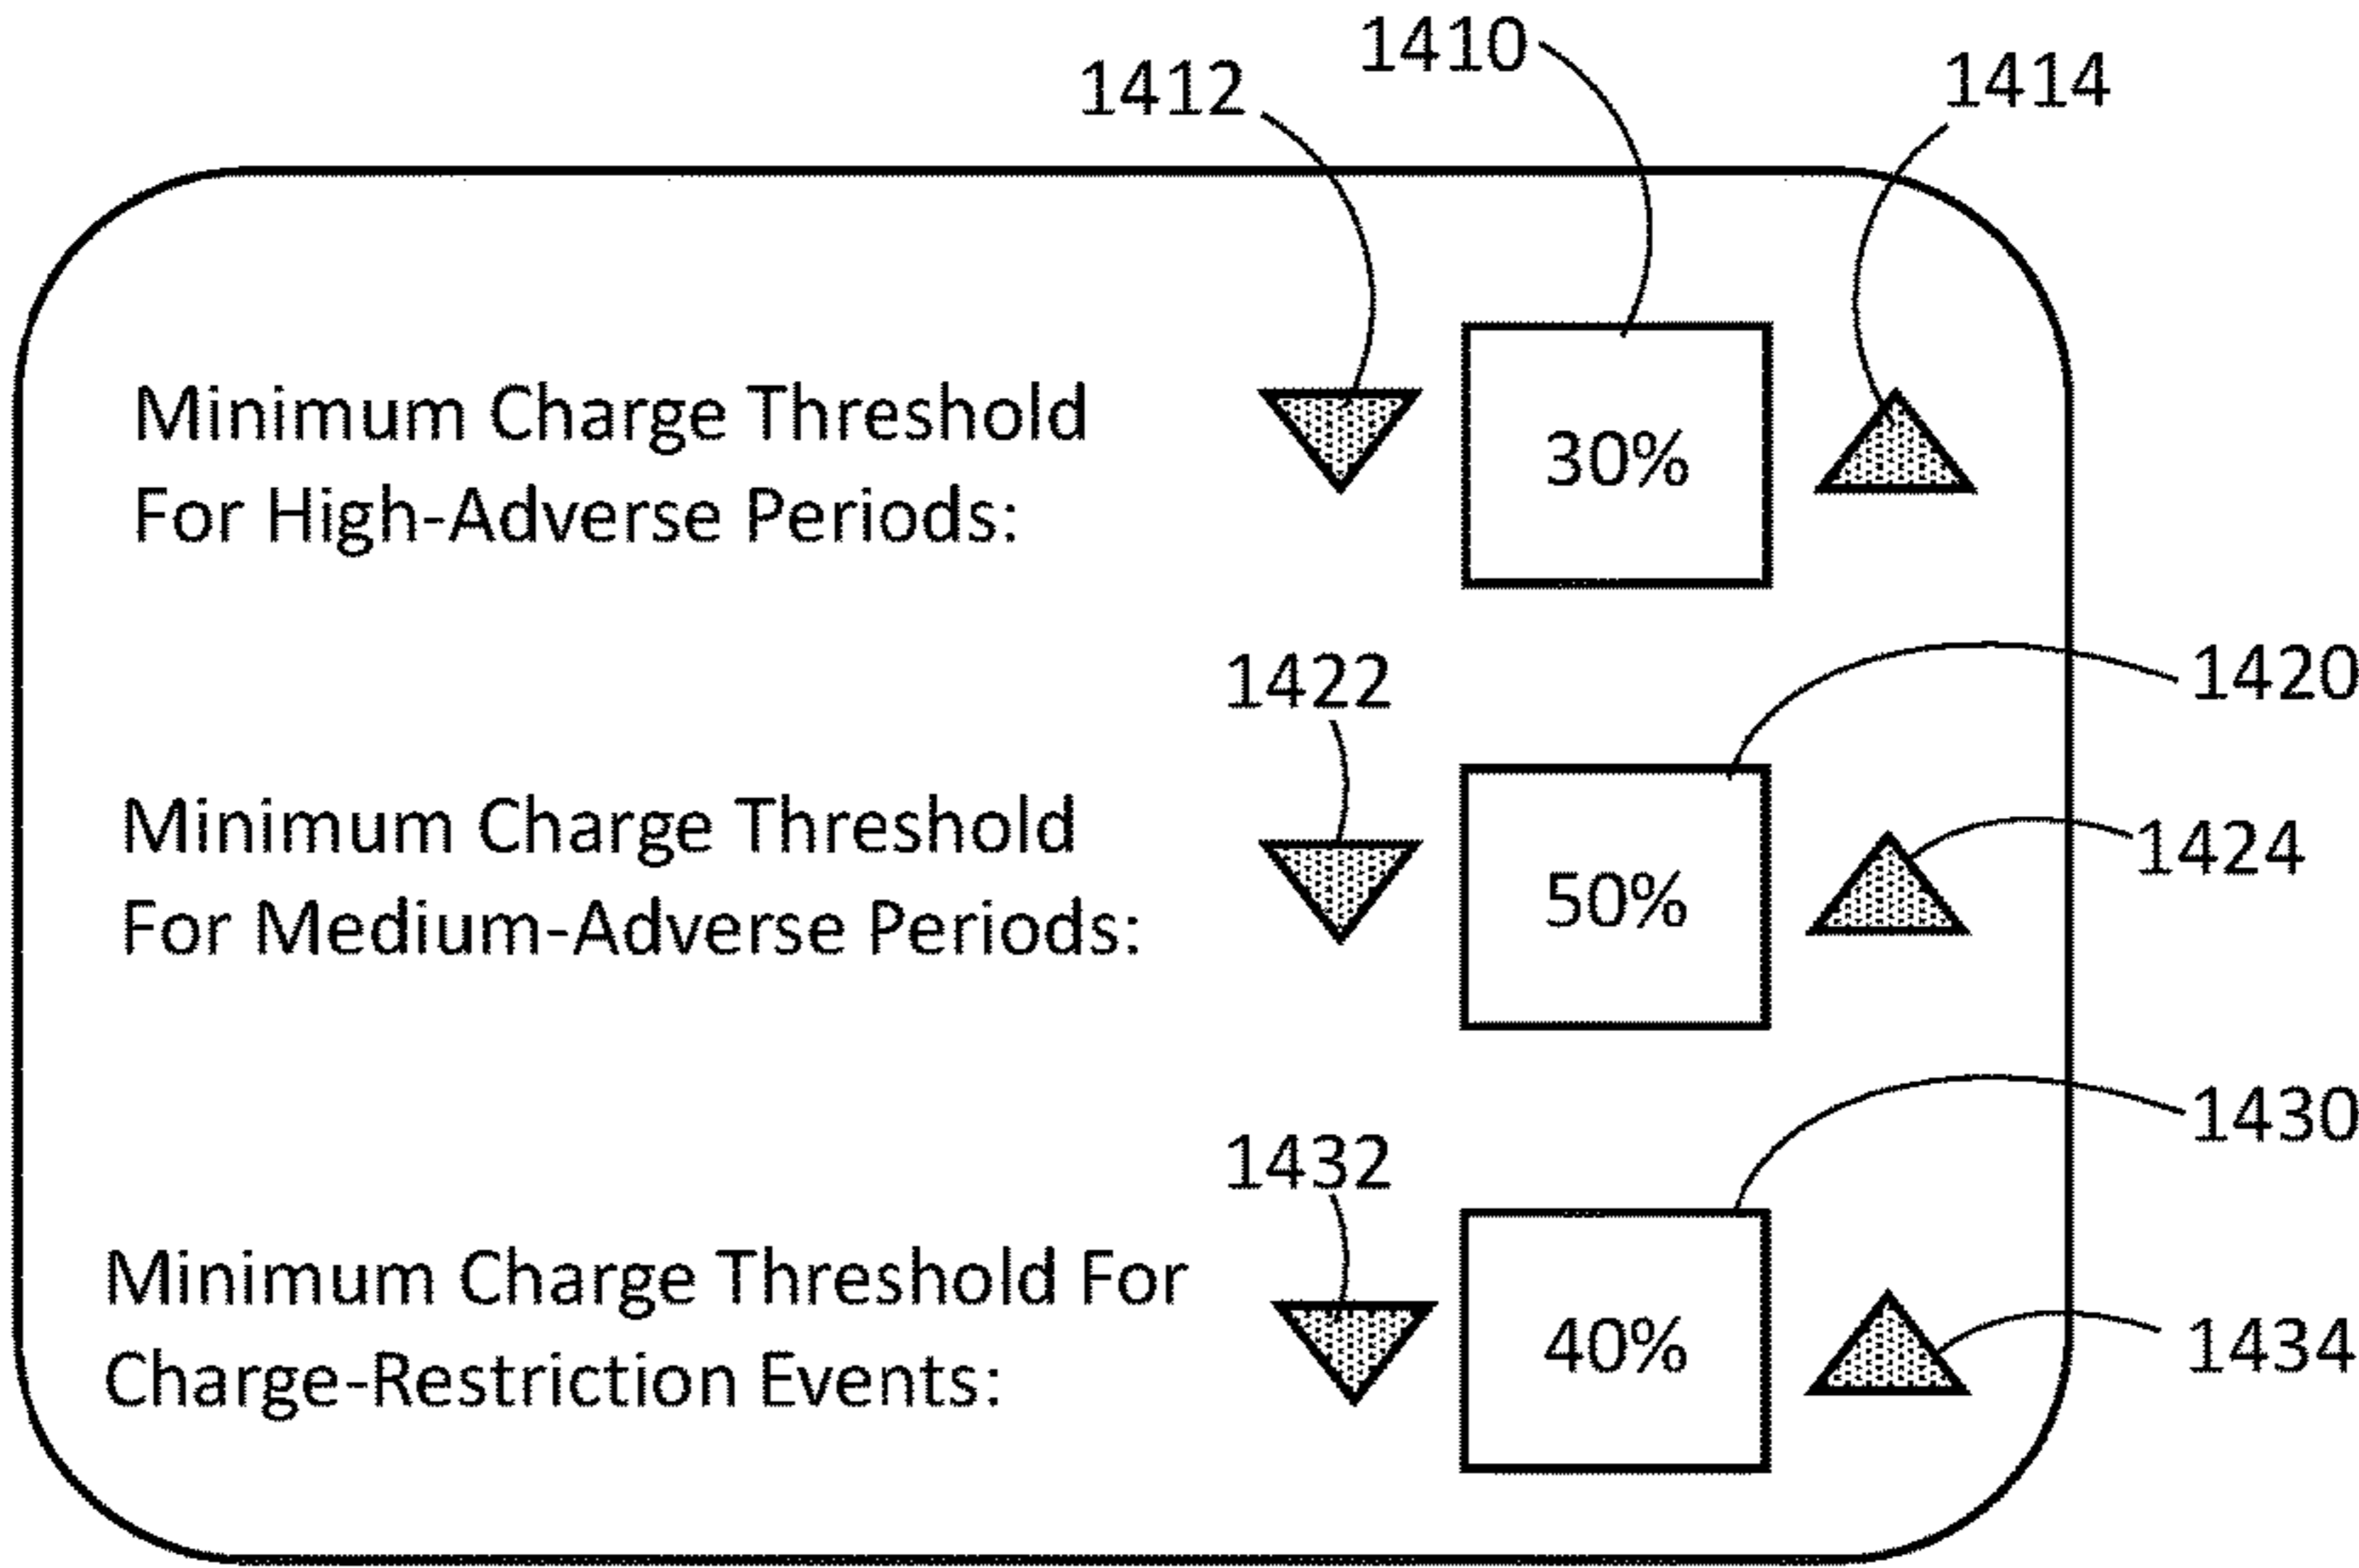 1410
1412
1414
Minimum Charge Threshold
For High-Adverse Periods:
30%
1422
1420
Minimum Charge Threshold
For Medium-Adverse Periods:
50%
1424
1432
1430
Minimum Charge Threshold For
Charge-Restriction Events:
40%
1434